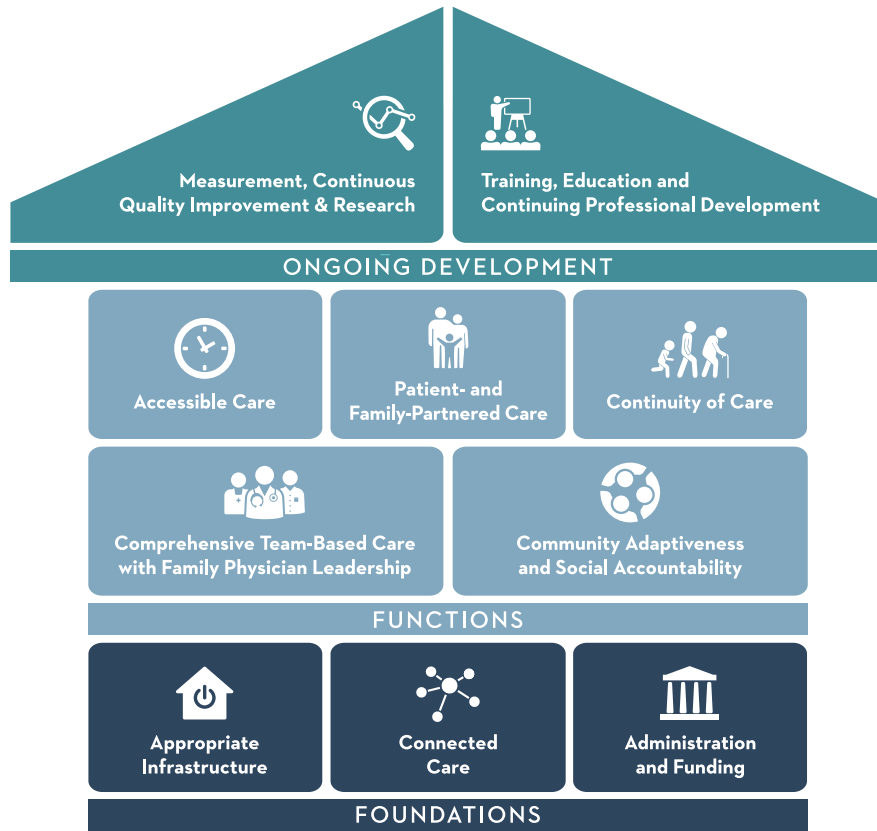 Measurement, Continuous
Quality Improvement & Research
Training, Education and
Continuing Professional Development
ONGOING DEVELOPMENT
Accessible Care
Patient- and
Family-Partnered Care
Continuity of Care
Comprehensive Team-Based Care
with Family Physician Leadership
Community Adaptiveness
and Social Accountability
FUNCTIONS
Appropriate
Infrastructure
Connected
Care
Administration
and Funding
FOUNDATIONS